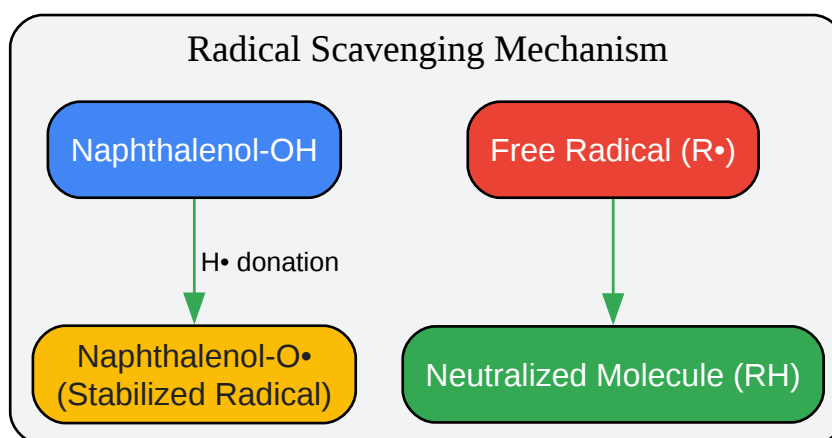 Radical Scavenging Mechanism
Naphthalenol-OH
Free Radical (R•)
H• donation
Naphthalenol-O•
(Stabilized Radical)
Neutralized Molecule (RH)